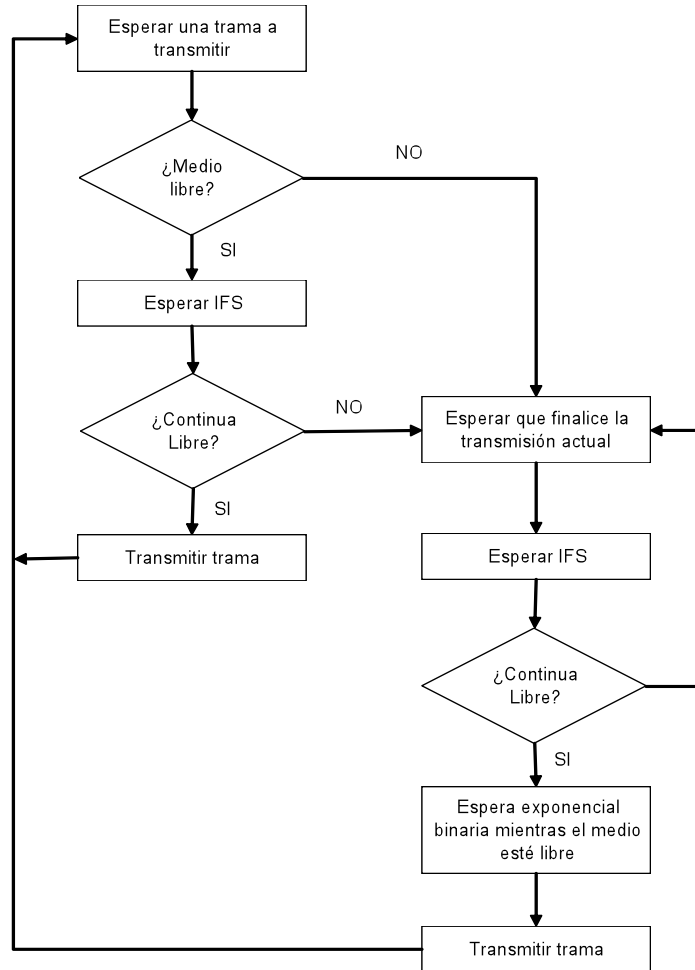 Esperar una trama a
transmitir
¿Medio
libre?
NO
SI
Esperar IFS
¿Continua
Libre?
NO
SI
Transmitir trama
Esperar que finalice la
transmisión actual
Esperar IFS
¿Continua
Libre?
SI
Espera exponencial
binaria mientras el medio
esté libre
Transmitir trama